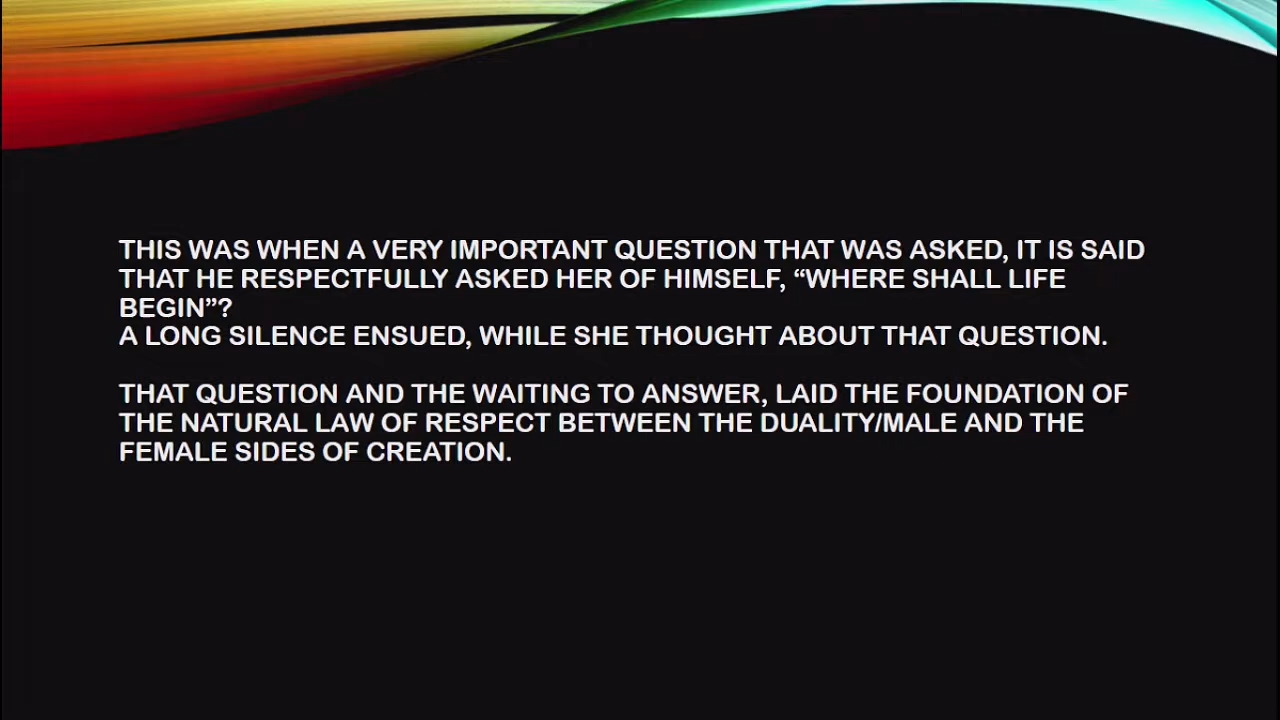 THIS WAS WHEN A VERY IMPORTANT QUESTION THAT WAS ASKED, IT IS SAID
THAT HE RESPECTFULLY ASKED HER OF HIMSELF, “WHERE SHALL LIFE
BEGIN”?
A LONG SILENCE ENSUED, WHILE SHE THOUGHT ABOUT THAT QUESTION.
THAT QUESTION AND THE WAITING TO ANSWER, LAID THE FOUNDATION OF
THE NATURAL LAW OF RESPECT BETWEEN THE DUALITY/MALE AND THE
FEMALE SIDES OF CREATION.